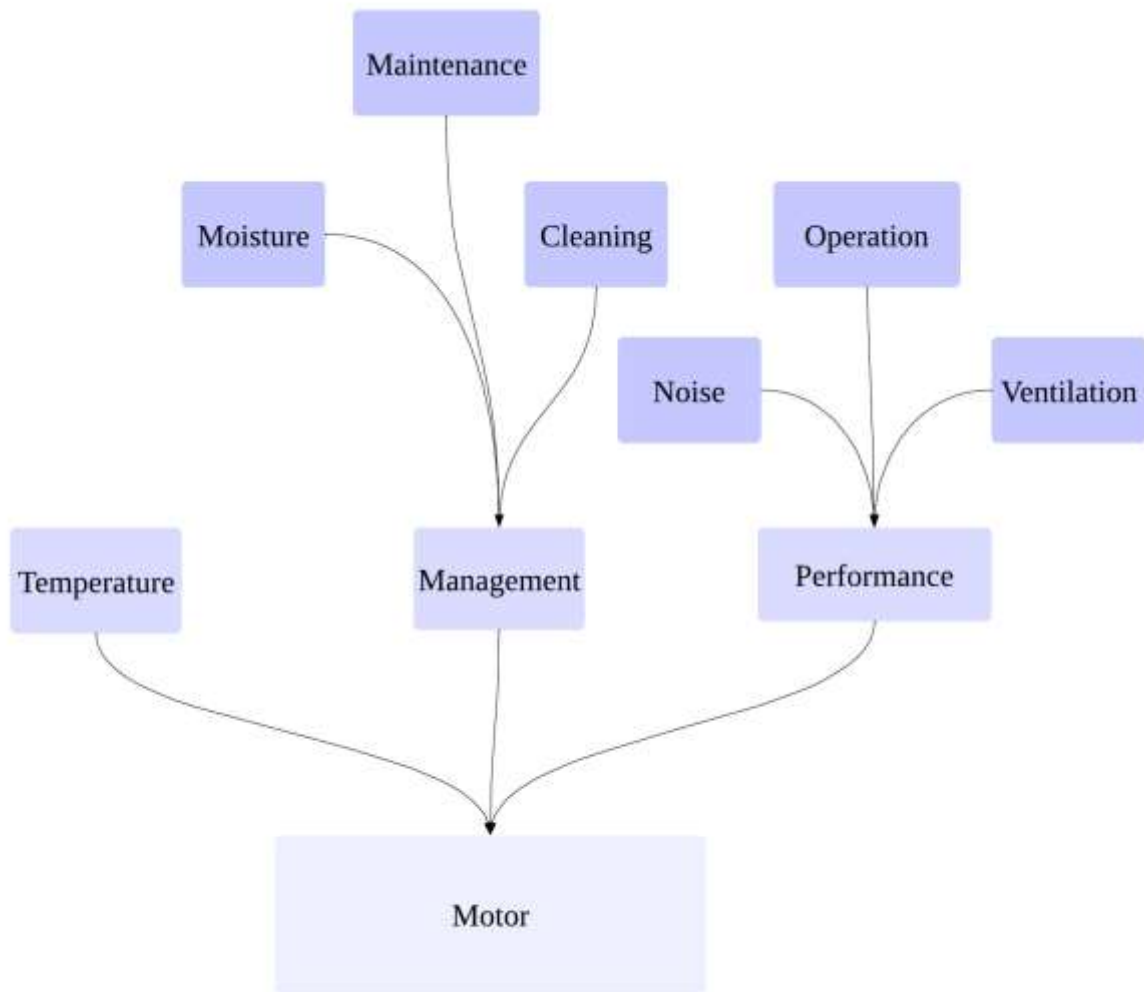 Maintenance
Moisture
Cleaning
Operation
Noise
Ventilation
Temperature
Management
Performance
Motor